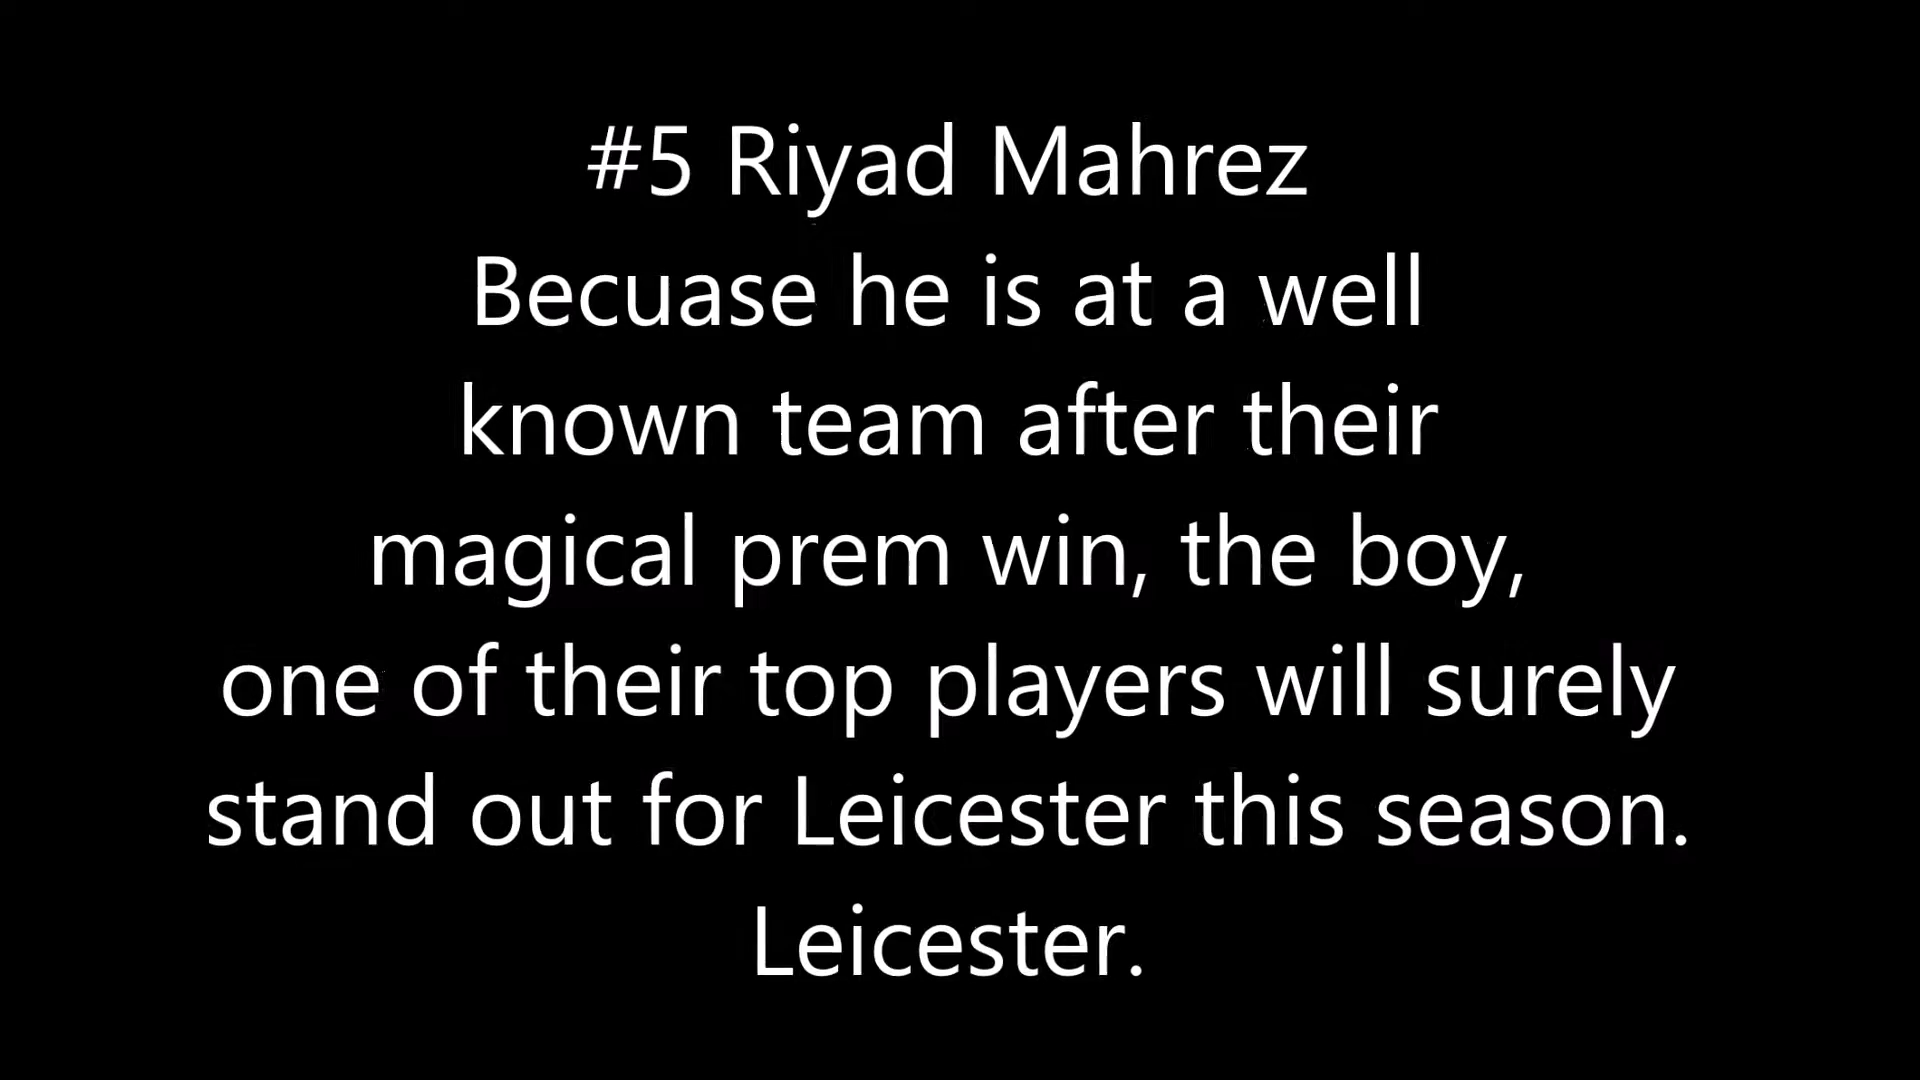 #5 Riyad Mahrez
Becuase he is at a well
known team after their
magical prem win, the boy,
one of their top players will surely
stand out for Leicester this season.
Leicester.